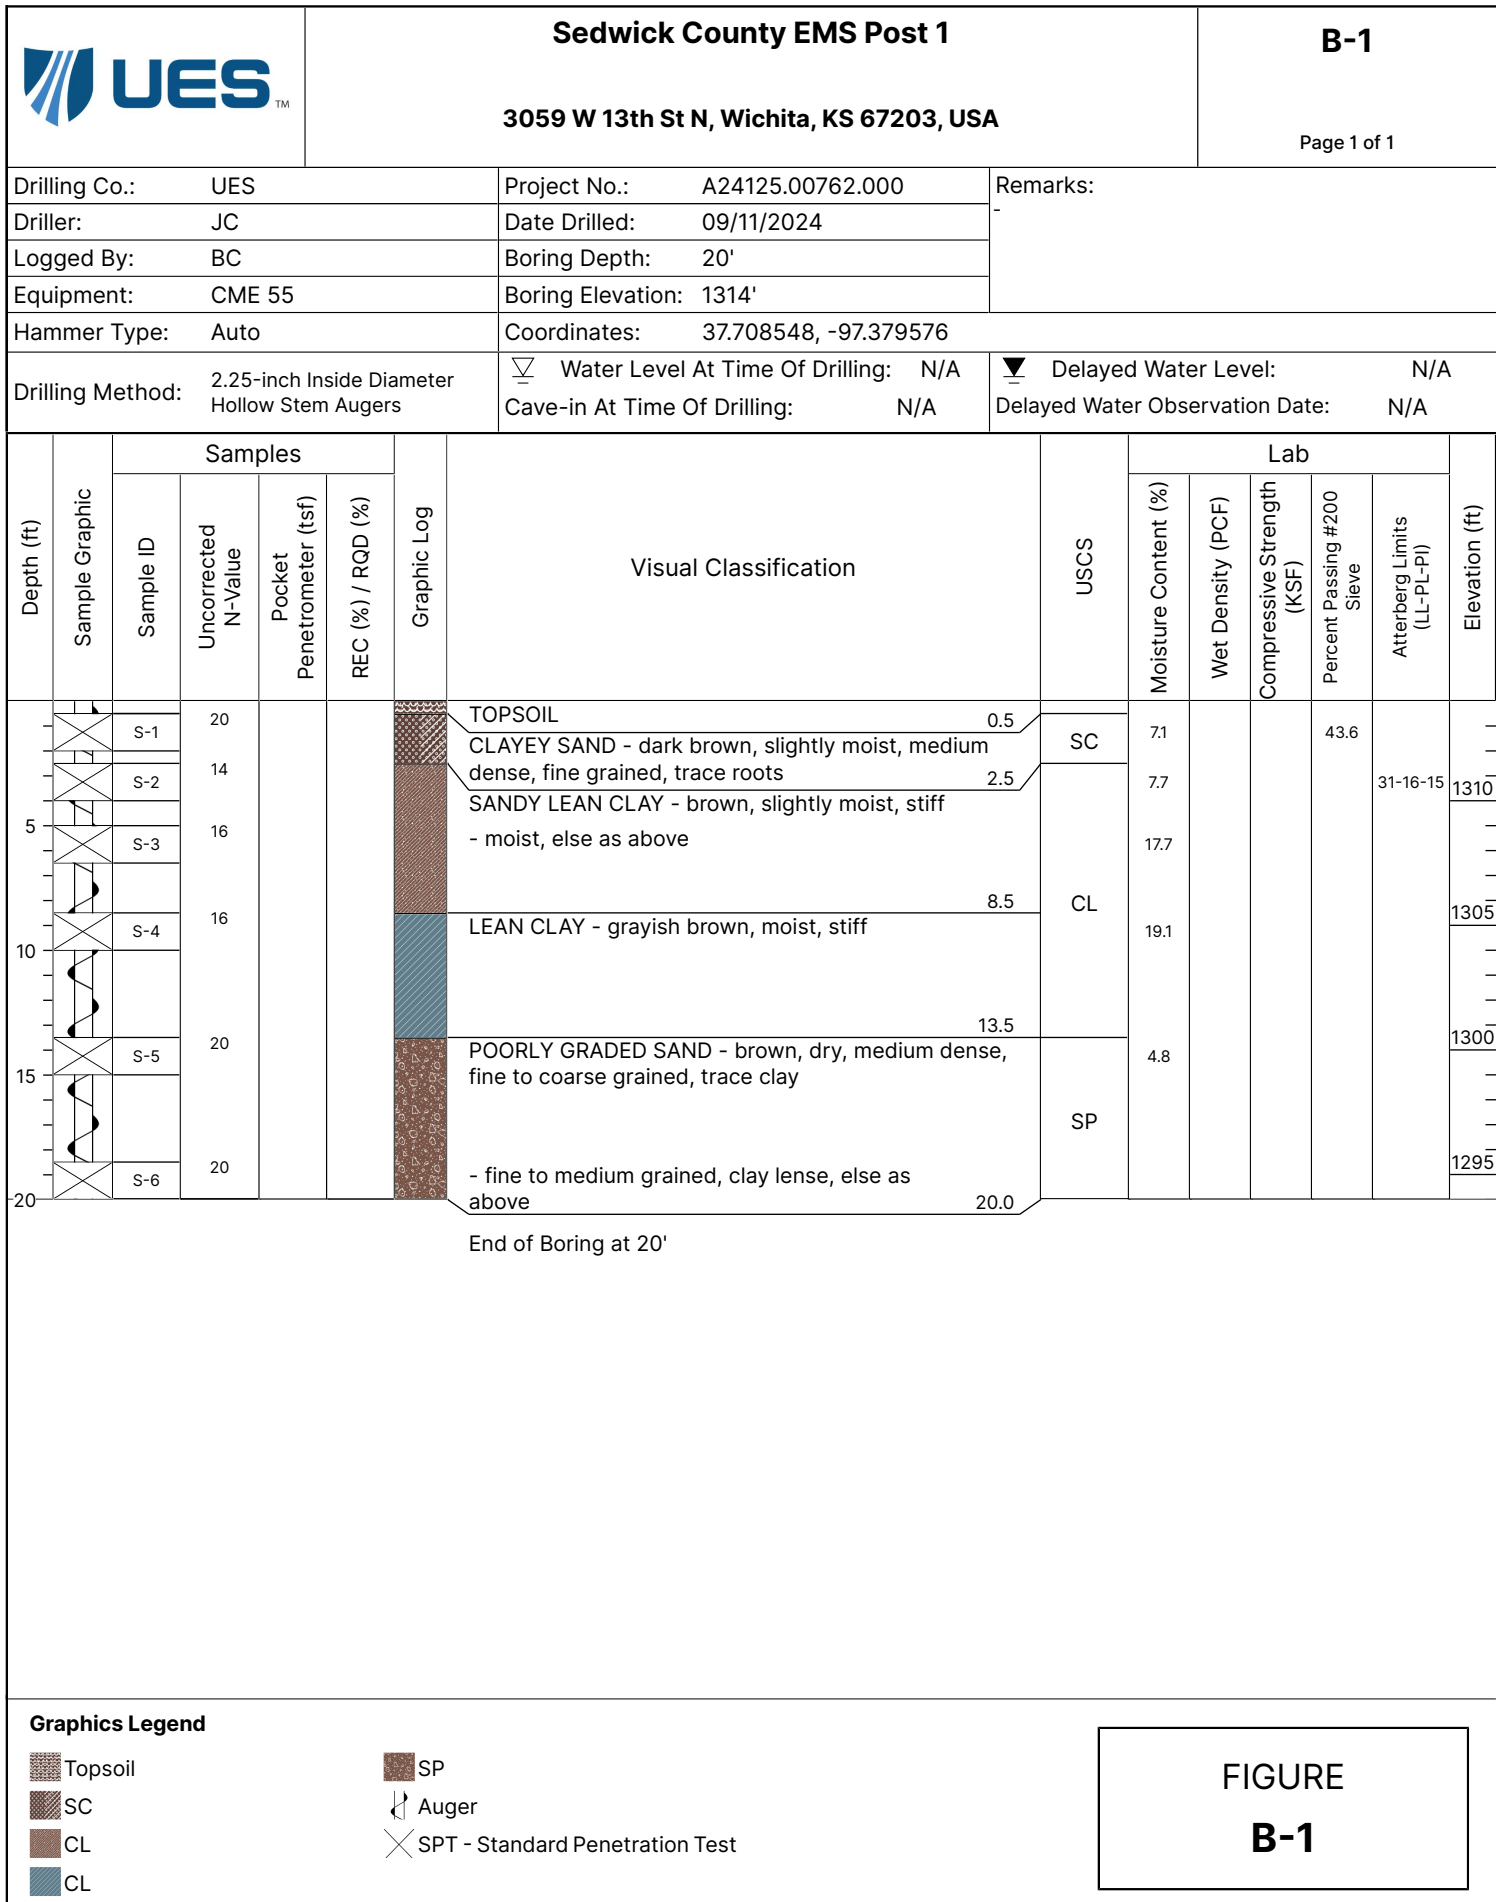 UES TM
Sedwick County EMS Post 1
3059 W 13th St N, Wichita, KS 67203, USA
B-1
Page 1 of 1
Drilling Co.: UES
Project No.: A24125.00762.000
Remarks:
-
Driller: JC
Date Drilled: 09/11/2024
Logged By: BC
Boring Depth: 20'
Equipment: CME 55
Boring Elevation: 1314'
Hammer Type: Auto
Coordinates: 37.708548, -97.379576
Drilling Method: 2.25-inch Inside Diameter
Hollow Stem Augers
Water Level At Time Of Drilling: N/A
Cave-in At Time Of Drilling: N/A
Delayed Water Level: N/A
Delayed Water Observation Date: N/A
Depth (ft)
Sample Graphic
Samples
Sample ID
Uncorrected
N-Value
Pocket
Penetrometer (tsf)
REC (%) / RQD (%)
Graphic Log
Visual Classification
USCS
Lab
Moisture Content (%)
Wet Density (PCF)
Compressive Strength
(KSF)
Percent Passing #200
Sieve
Atterberg Limits
(LL-PL-PI)
Elevation (ft)
TOPSOIL 0.5
S-1 20
CLAYEY SAND - dark brown, slightly moist, medium
dense, fine grained, trace roots 2.5
SC 7.1 43.6
S-2 14
SANDY LEAN CLAY - brown, slightly moist, stiff
7.7 31-16-15 1310
5
S-3 16
- moist, else as above
17.7
8.5
CL
1305
S-4 16
LEAN CLAY - grayish brown, moist, stiff
19.1
10
13.5
1300
S-5 20
POORLY GRADED SAND - brown, dry, medium dense,
fine to coarse grained, trace clay
4.8
15
SP
1295
S-6 20
- fine to medium grained, clay lense, else as
above 20.0
20
End of Boring at 20'
Graphics Legend
Topsoil
SC
CL
CL
SP
Auger
SPT - Standard Penetration Test
FIGURE
B-1